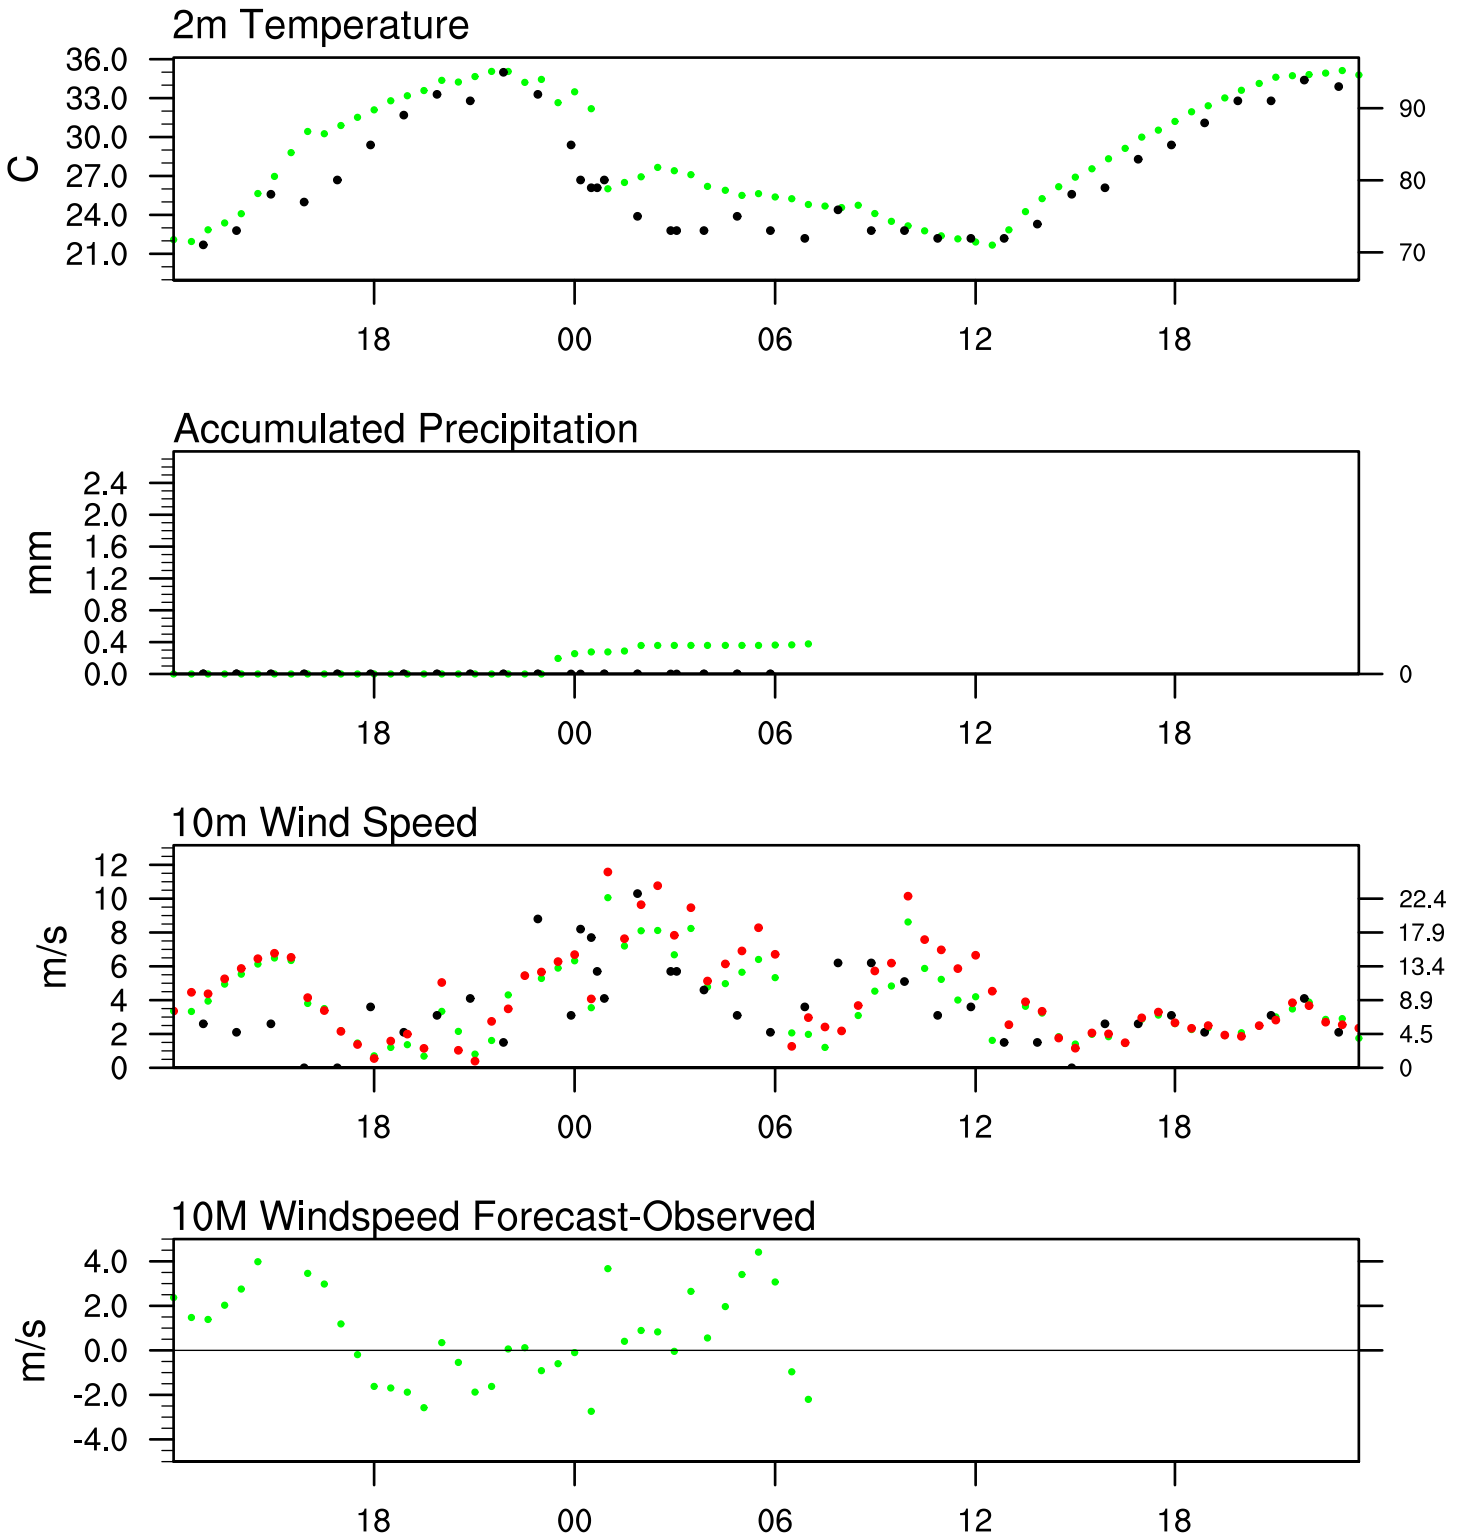 2m Temperature
36.0
33.0
30.0
27.0
24.0
21.0
C
90
80
70
18 00 06 12 18
Accumulated Precipitation
2.4
2.0
1.6
1.2
0.8
0.4
0.0
mm
0
18 00 06 12 18
10m Wind Speed
12
10
8
6
4
2
0
m/s
22.4
17.9
13.4
8.9
4.5
0
18 00 06 12 18
10M Windspeed Forecast-Observed
4.0
2.0
0.0
-2.0
-4.0
m/s
18 00 06 12 18